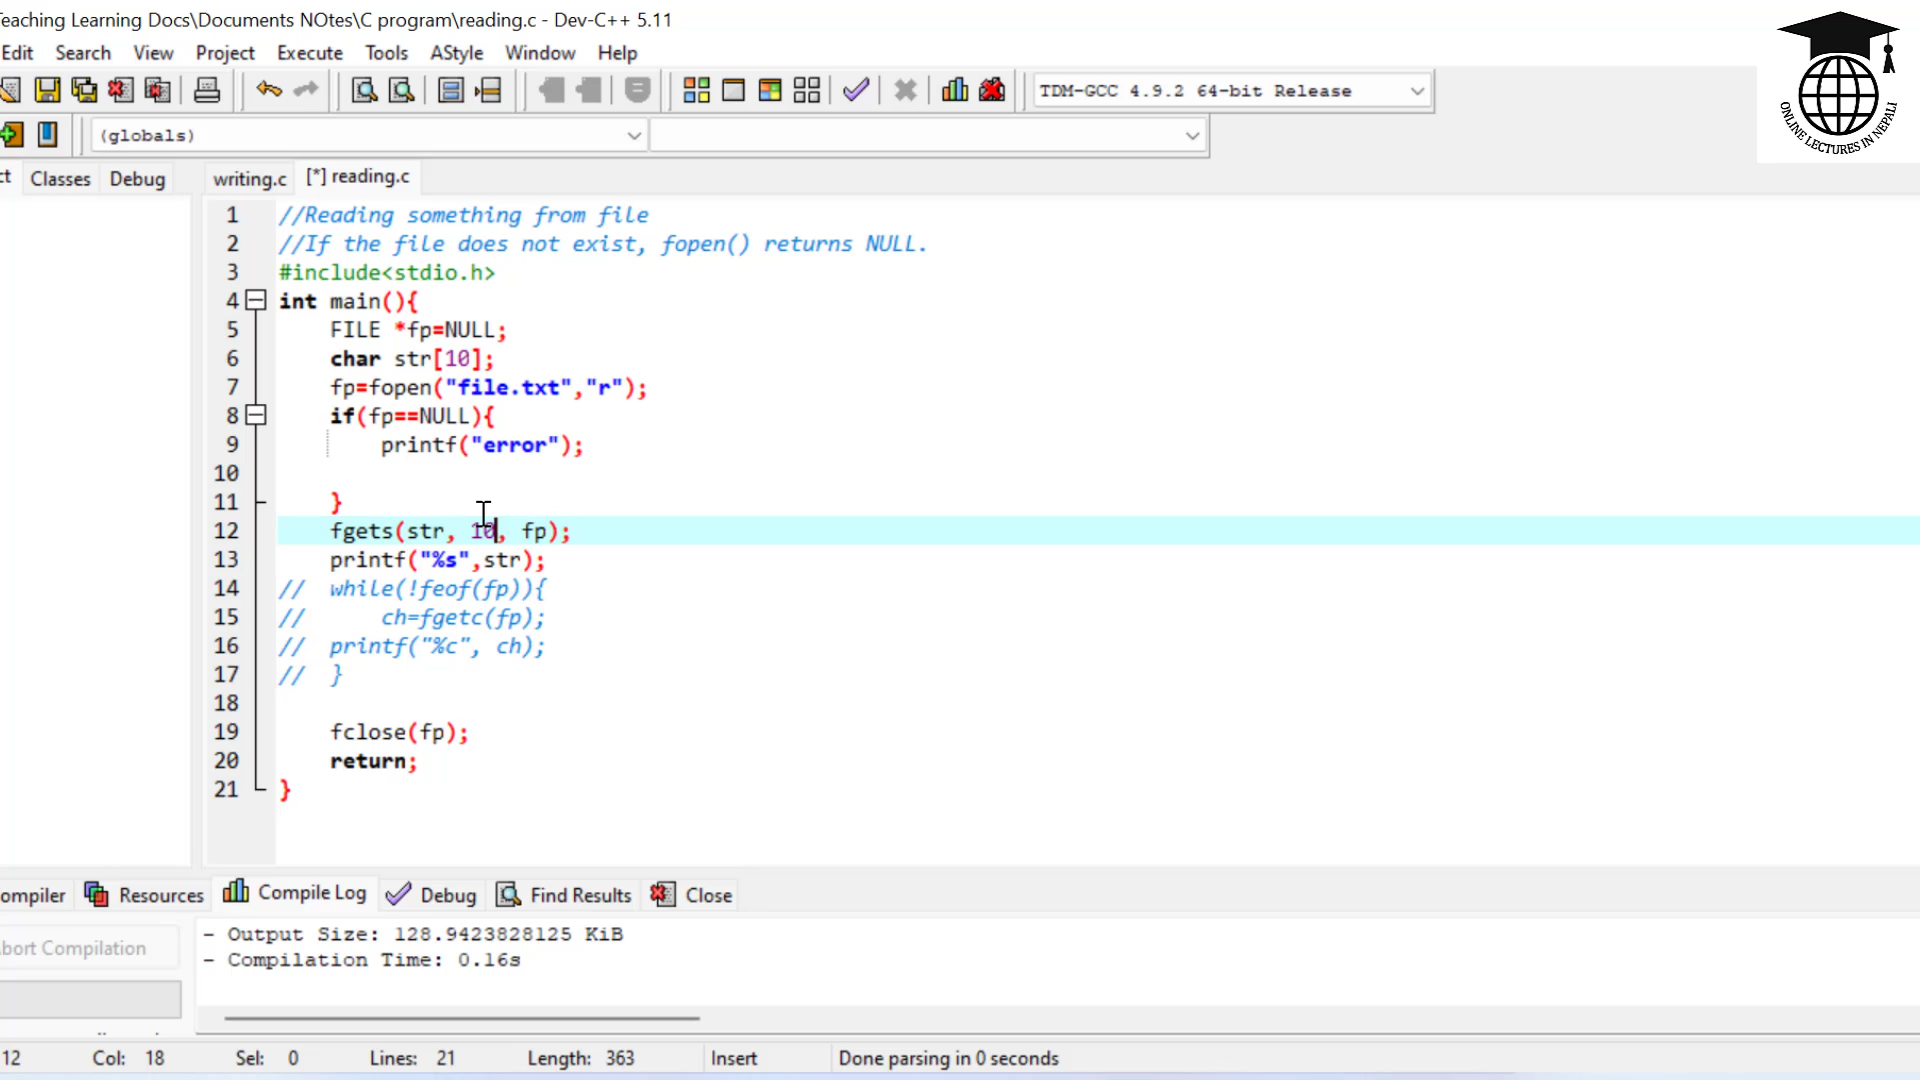 Teaching Learning Docs\Documents NOtes\C program\reading.c - Dev-C++ 5.11
Edit Search View Project Execute Tools AStyle Window Help
TDM-GCC 4.9.2 64-bit Release
(globals)
Classes Debug writing.c [*] reading.c
1 //Reading something from file
2 //If the file does not exist, fopen() returns NULL.
3 #include<stdio.h>
4 int main(){
5 FILE *fp=NULL;
6 char str[10];
7 fp=fopen("file.txt","r");
8 if(fp==NULL){
9 printf("error");
10
11 }
12 fgets(str, 10, fp);
13 printf("%s",str);
14 // while(!feof(fp)){
15 // ch=fgetc(fp);
16 // printf("%c", ch);
17 // }
18
19 fclose(fp);
20 return;
21 }
ompiler Resources Compile Log Debug Find Results Close
- Output Size: 128.9423828125 KiB
bort Compilation
- Compilation Time: 0.16s
12 Col: 18 Sel: 0 Lines: 21 Length: 363 Insert Done parsing in 0 seconds
ONLINE LECTURES IN NEPALI